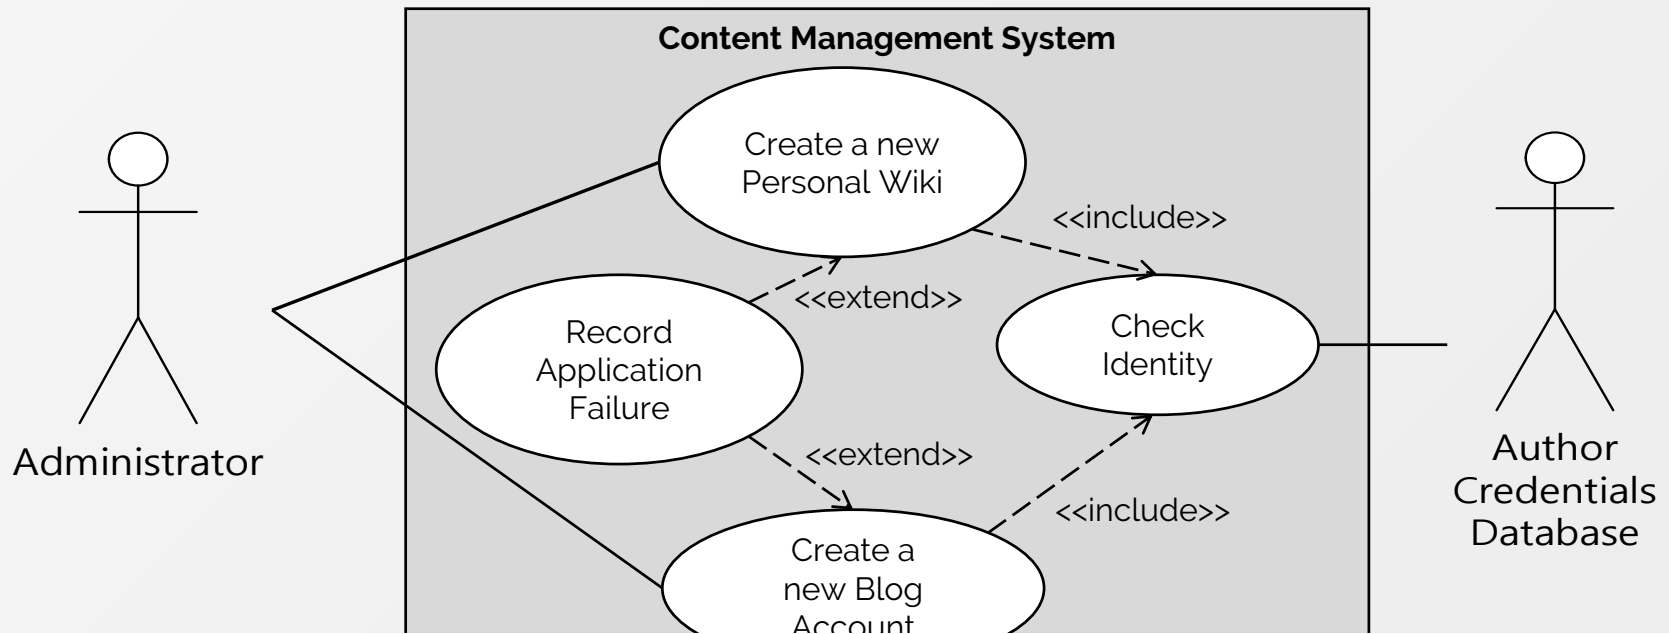 Content Management System
Create a new
Personal Wiki
<<include>>
<<extend>>
Record
Application
Failure
Check
Identity
Administrator
<<extend>>
<<include>>
Author
Credentials
Database
Create a
new Blog
Account